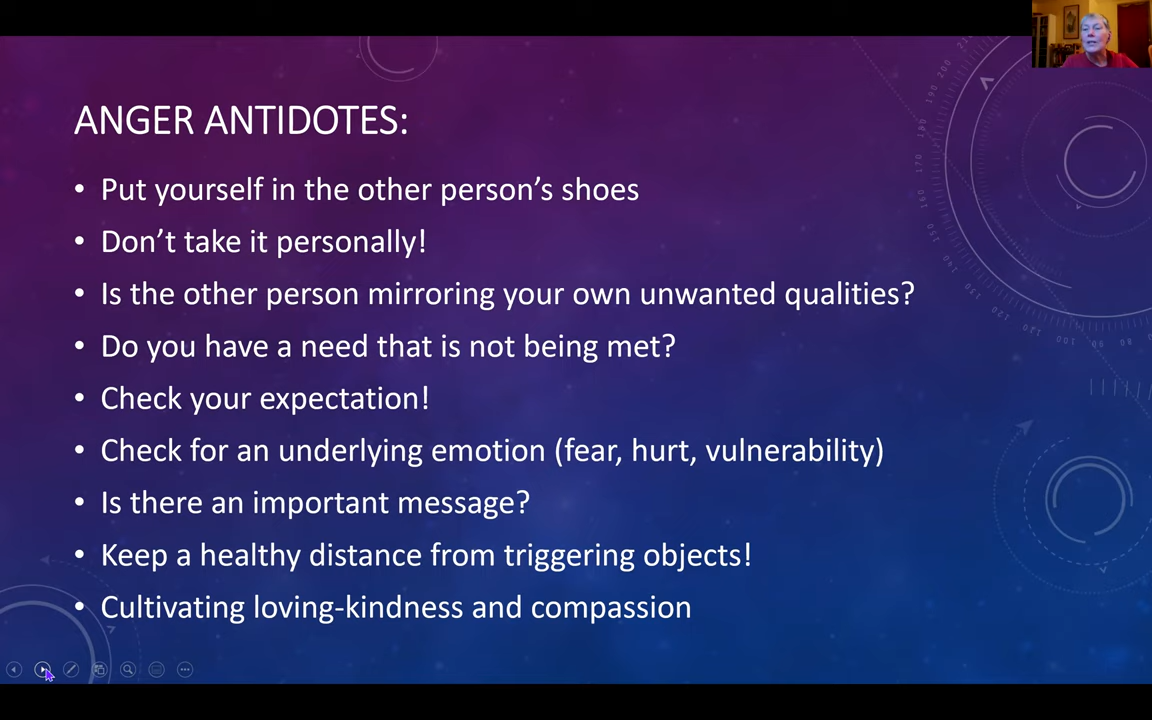 ANGER ANTIDOTES:
• Put yourself in the other person’s shoes
• Don’t take it personally!
• Is the other person mirroring your own unwanted qualities?
• Do you have a need that is not being met?
• Check your expectation!
• Check for an underlying emotion (fear, hurt, vulnerability)
• Is there an important message?
• Keep a healthy distance from triggering objects!
• Cultivating loving-kindness and compassion